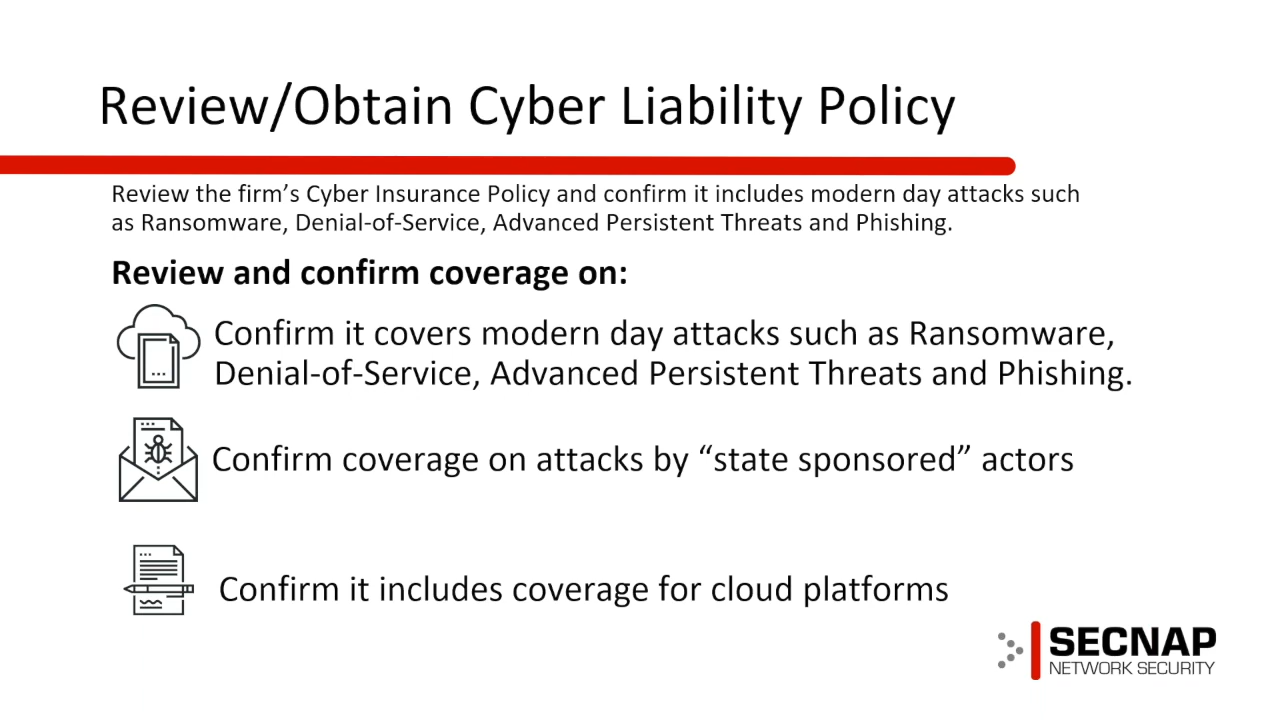 Review/Obtain Cyber Liability Policy
Review the firm’s Cyber Insurance Policy and confirm it includes modern day attacks such
as Ransomware, Denial-of-Service, Advanced Persistent Threats and Phishing.
Review and confirm coverage on:
Confirm it covers modern day attacks such as Ransomware,
Denial-of-Service, Advanced Persistent Threats and Phishing.
Confirm coverage on attacks by “state sponsored” actors
Confirm it includes coverage for cloud platforms
SECNAP
NETWORK SECURITY